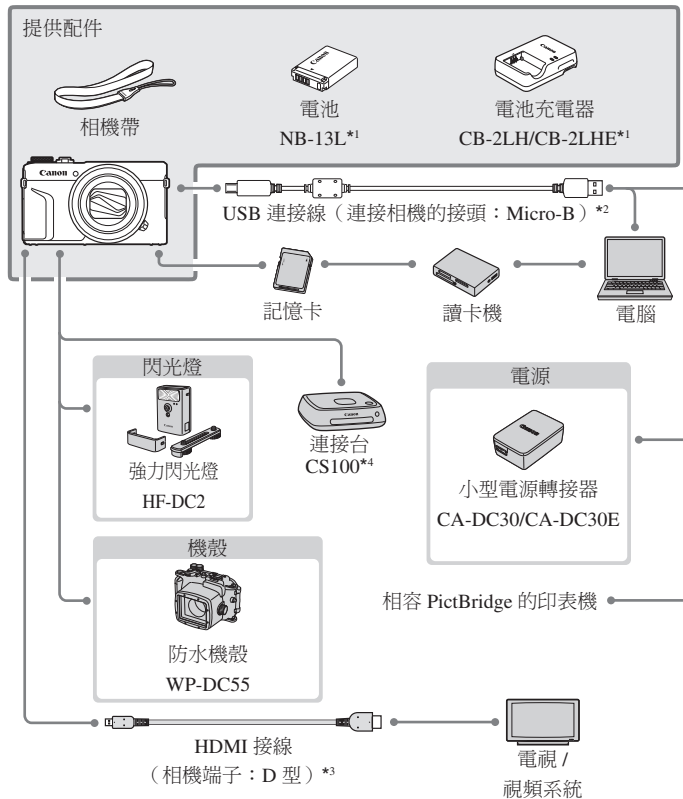 提供配件
相機帶
電池
NB-13L*1
電池充電器
CB-2LH/CB-2LHE*1
Canon
Canon
Canon
USB 連接線（連接相機的接頭：Micro-B）*2
記憶卡
讀卡機
電腦
閃光燈
強力閃光燈
HF-DC2
Canon
連接台
CS100*4
電源
小型電源轉接器
CA-DC30/CA-DC30E
機殼
防水機殼
WP-DC55
相容 PictBridge 的印表機
HDMI 接線
（相機端子：D 型）*3
電視 /
視頻系統